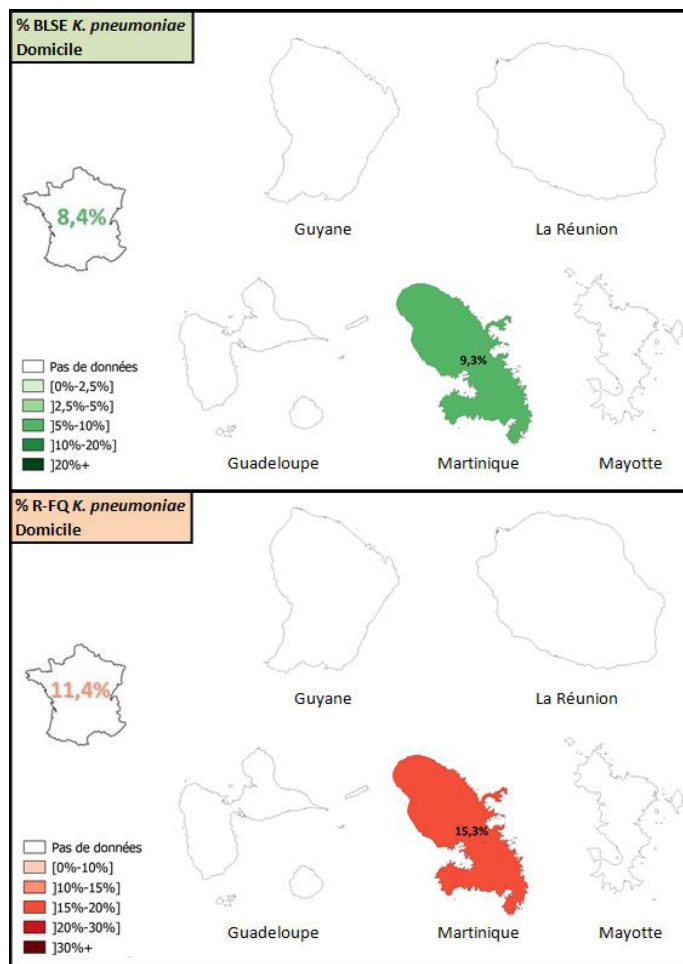 % BLSE K. pneumoniae
Domicile
8,4%
Guyane
La Réunion
9,3%
Pas de données
[0%-2,5%]
]2,5%-5%]
]5%-10%]
]10%-20%]
]20%+
Guadeloupe
Martinique
Mayotte
% R-FQ K. pneumoniae
Domicile
11,4%
Guyane
La Réunion
15,3%
Pas de données
[0%-10%]
]10%-15%]
]15%-20%]
]20%-30%]
]30%+
Guadeloupe
Martinique
Mayotte